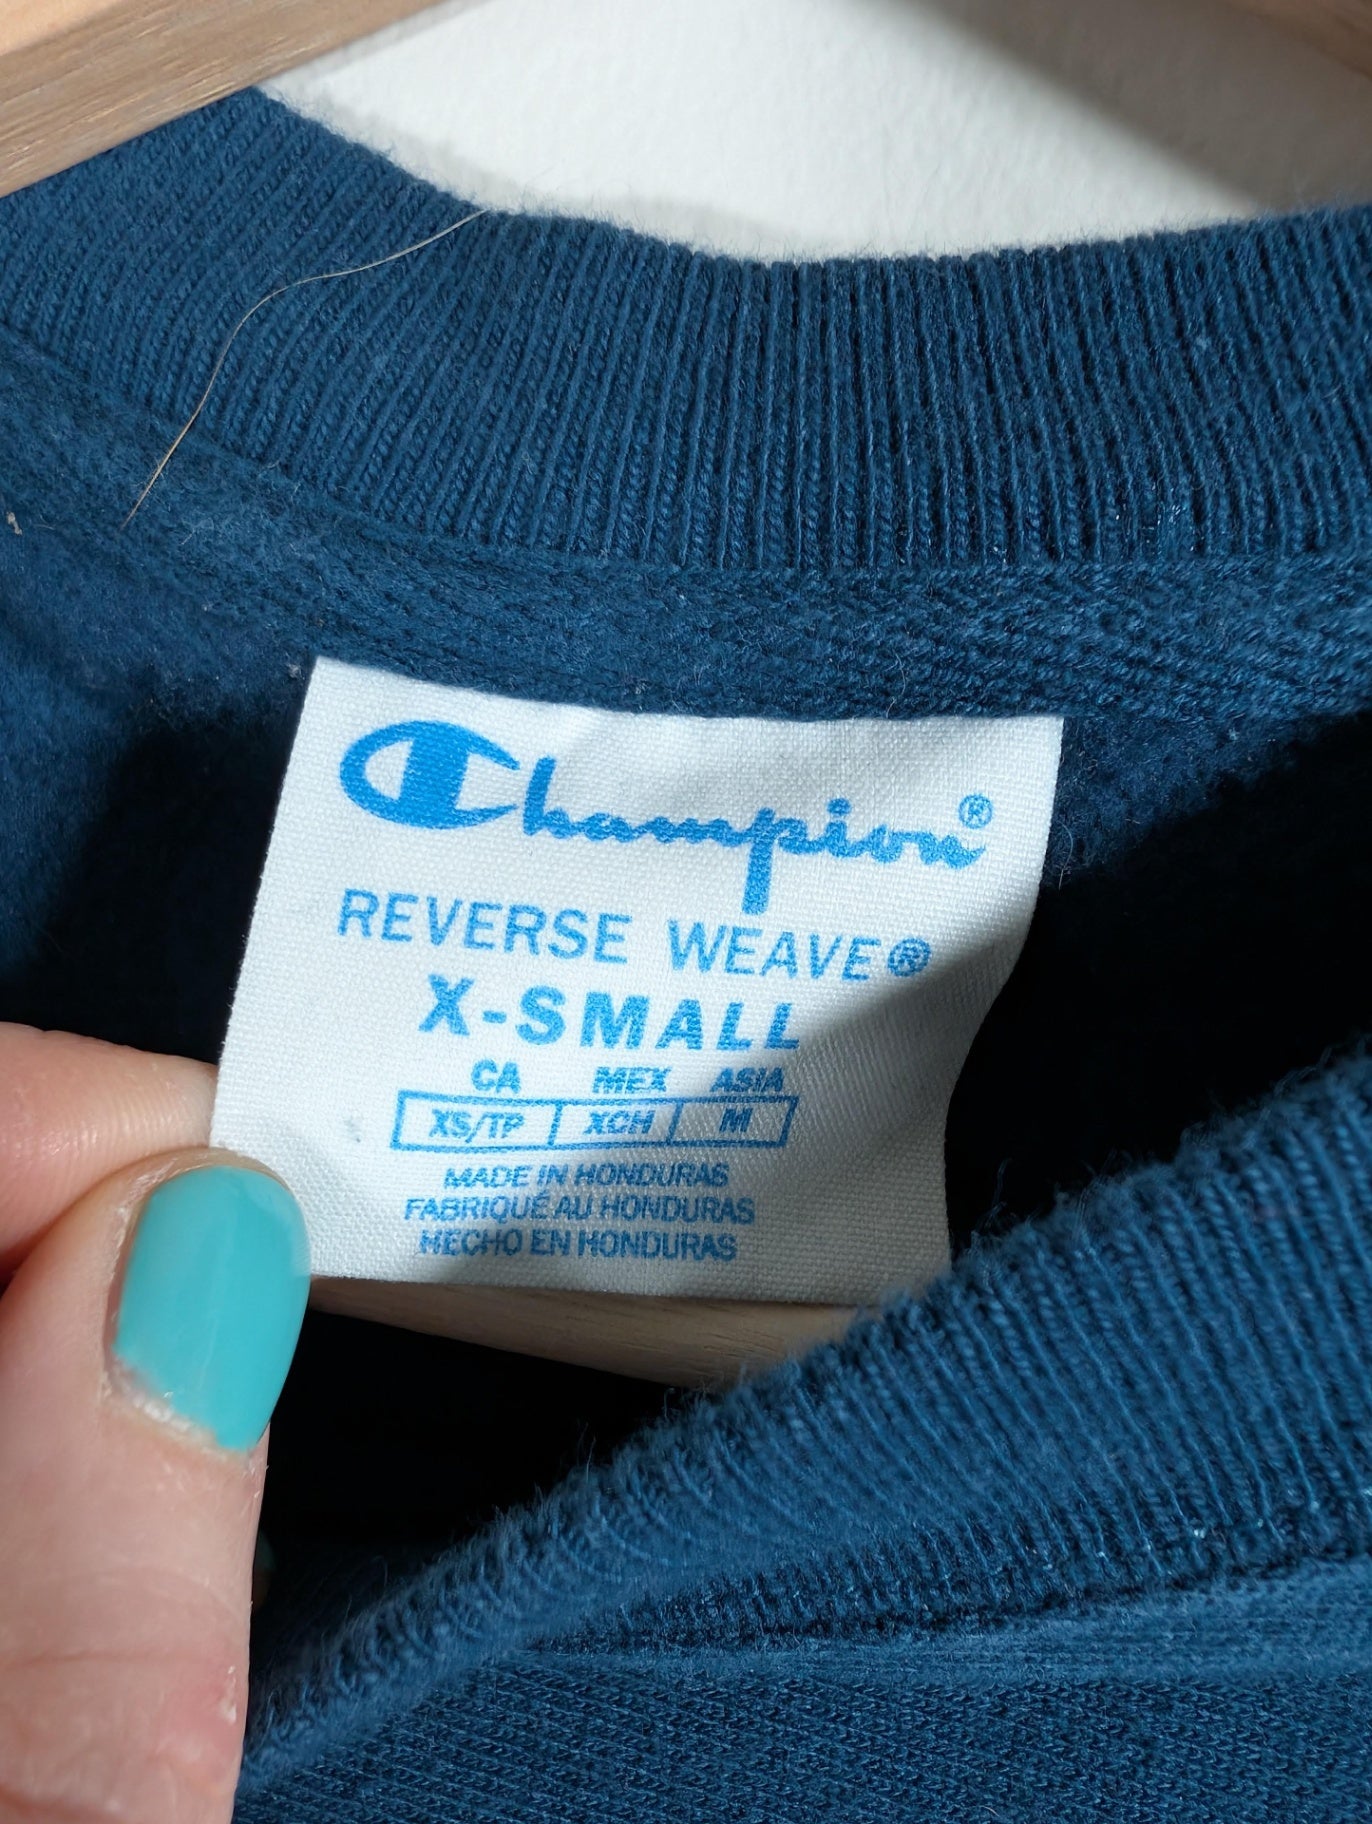 Champion®
REVERSE WEAVE®
X-SMALL
CA MEX ASIA
XS/TP XCH M
MADE IN HONDURAS
FABRIQUÉ AU HONDURAS
HECHO EN HONDURAS